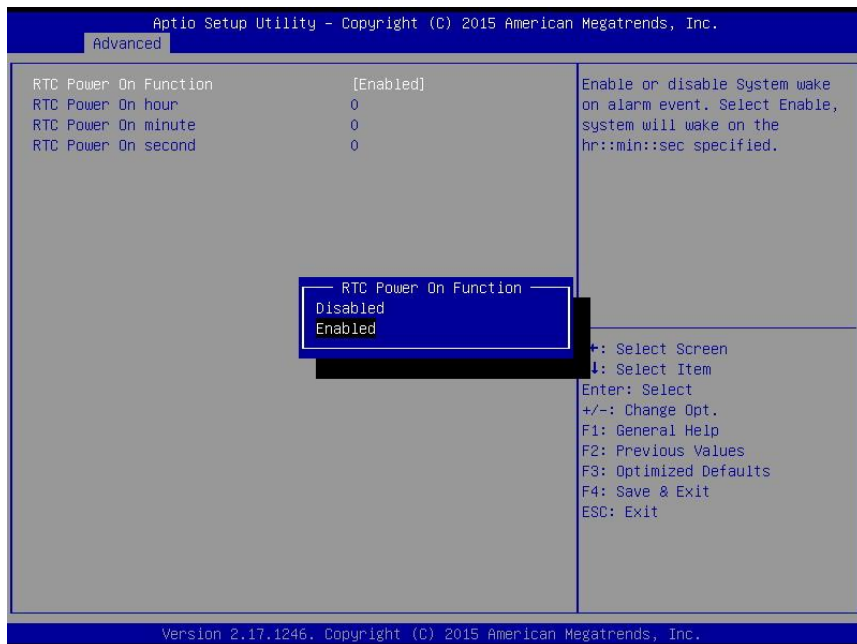 Aptio Setup Utility – Copyright (C) 2015 American Megatrends, Inc.
Advanced
RTC Power On Function [Enabled]
RTC Power On hour 0
RTC Power On minute 0
RTC Power On second 0
Enable or disable System wake
on alarm event. Select Enable,
system will wake on the
hr::min::sec specified.
RTC Power On Function
Disabled
Enabled
: Select Screen
: Select Item
Enter: Select
+/-: Change Opt.
F1: General Help
F2: Previous Values
F3: Optimized Defaults
F4: Save & Exit
ESC: Exit
Version 2.17.1246. Copyright (C) 2015 American Megatrends, Inc.